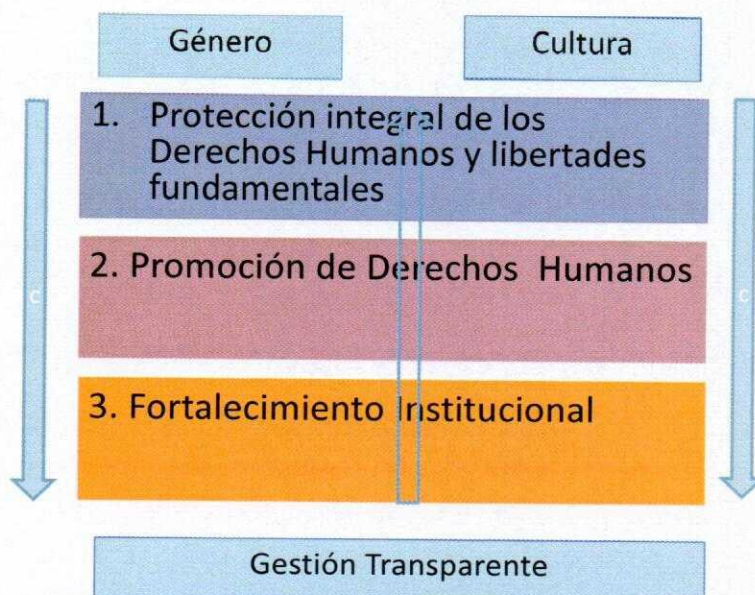 Género
Cultura
1. Protección integral de los
Derechos Humanos y libertades
fundamentales
c
2. Promoción de Derechos Humanos
c
3. Fortalecimiento Institucional
Gestión Transparente